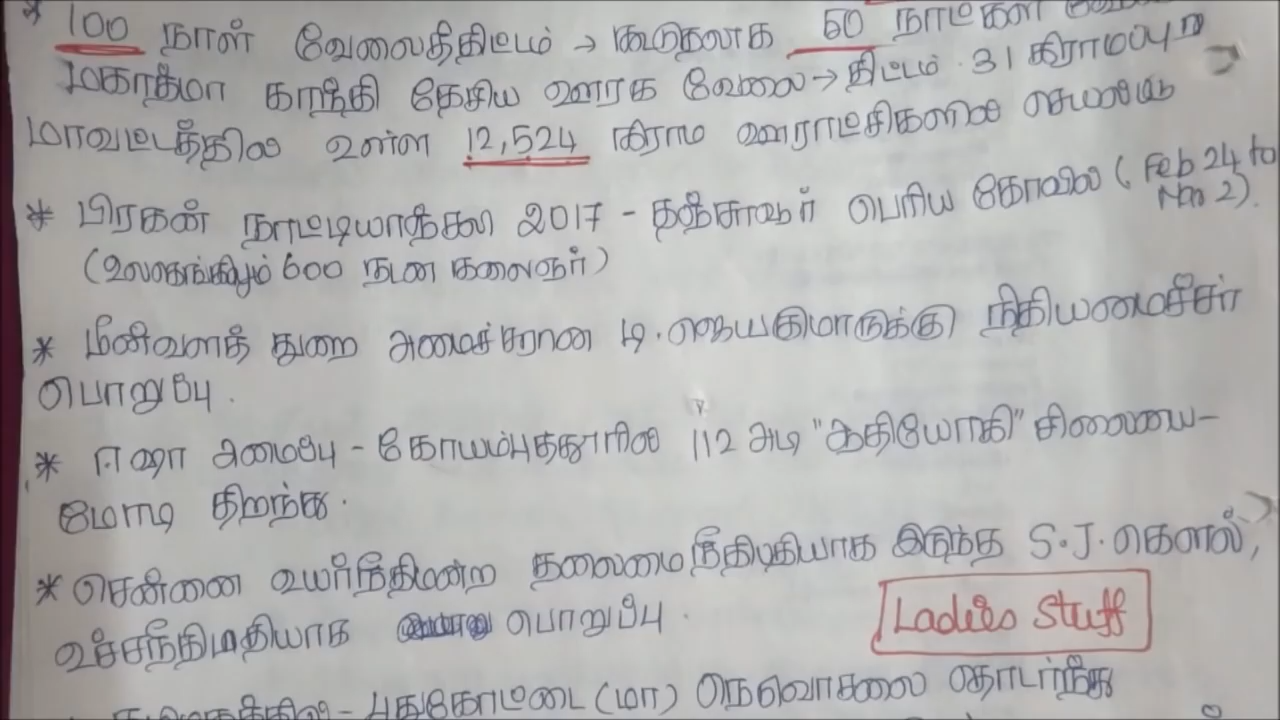 * 100 நாள் வேலைதிட்டம் → கூடுதலாக 50 நாட்கள்
மகாத்மா காந்தி தேசிய ஊரக வேலை → திட்டம். 31 கிராமப்புற
மாவட்டத்தில் உள்ள 12,524 கிராம ஊராட்சிகளில்
* பிரகன் நாட்டியாஞ்சலி 2017 - தஞ்சாவூர் பெரிய கோவில் (Feb 24 to
Mar 2).
(உலகெங்கிலும் 600 நடன கலைஞர்)
* மீன்வளத் துறை அமைச்சரான டி.ஜெயகுமாருக்கு நிதியமைச்சர்
பொறுப்பு.
* ஈஷா அமைப்பு - கோயம்புத்தூரில் 112 அடி "ஆதியோகி" சிலையை-
மோடி திறந்து.
* சென்னை உயர்நீதிமன்ற தலைமை நீதிபதியாக இருந்த S.J.கௌல்,
உச்சநீதிபதியாக பொறுப்பு.
Ladies Stuff
- புதுகோட்டை (மா) நெடுவாசலை தொடர்ந்து